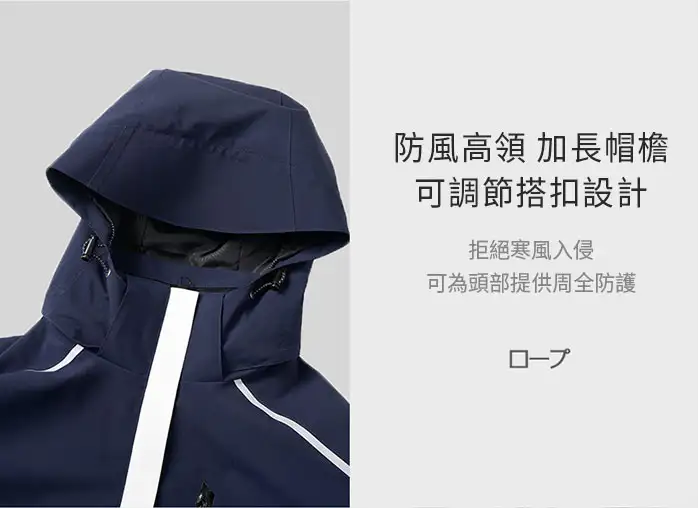 防風高領 加長帽檐
可調節搭扣設計
拒絕寒風入侵
可為頭部提供周全防護
ロープ